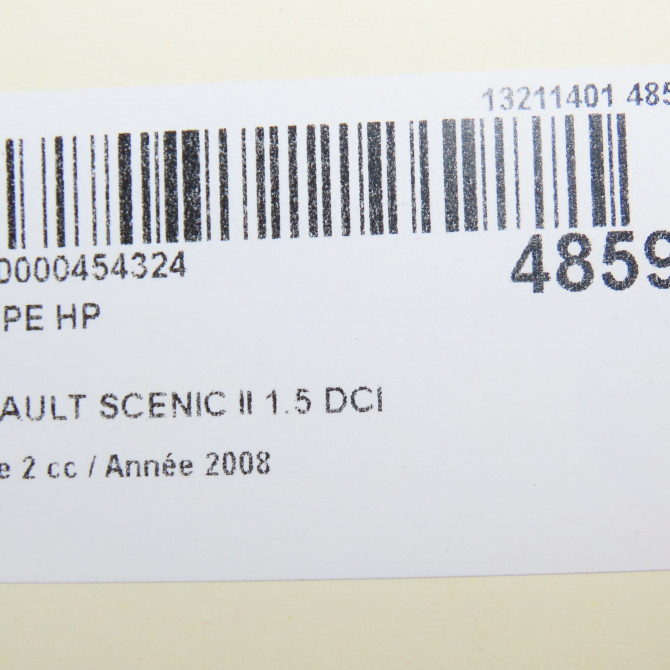 13211401 485
0000454324
4859
PE HP
AULT SCENIC II 1.5 DCI
e 2 cc / Année 2008